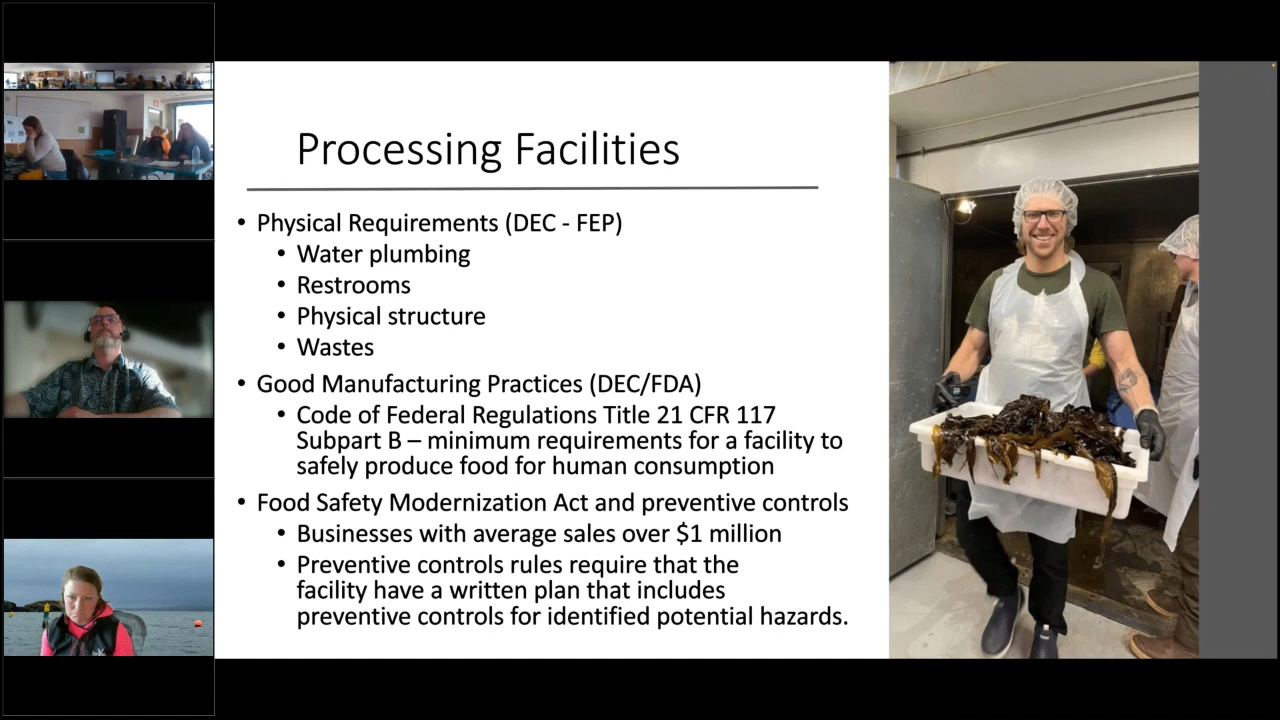 Processing Facilities
• Physical Requirements (DEC - FEP)
• Water plumbing
• Restrooms
• Physical structure
• Wastes
• Good Manufacturing Practices (DEC/FDA)
• Code of Federal Regulations Title 21 CFR 117
Subpart B – minimum requirements for a facility to
safely produce food for human consumption
• Food Safety Modernization Act and preventive controls
• Businesses with average sales over $1 million
• Preventive controls rules require that the
facility have a written plan that includes
preventive controls for identified potential hazards.